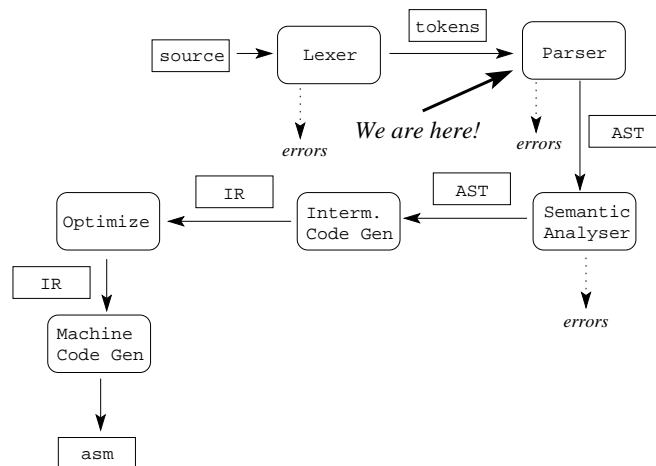 tokens
source
Lexer
Parser
We are here!
errors
errors
AST
IR
AST
Optimize
Interm.
Code Gen
Semantic
Analyser
IR
errors
Machine
Code Gen
asm